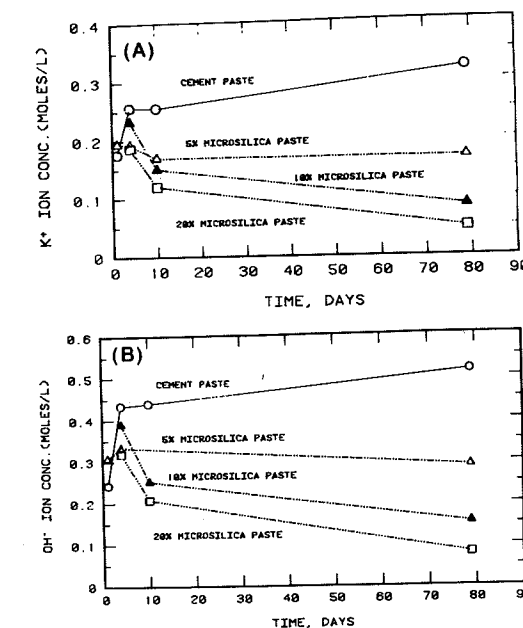 (A)
K+ ION CONC.(MOLES/L)
0.4
0.3
0.2
0.1
0
CEMENT PASTE
5% MICROSILICA PASTE
10% MICROSILICA PASTE
20% MICROSILICA PASTE
0 10 20 30 40 50 60 70 80 90
TIME, DAYS
(B)
OH- ION CONC.(MOLES/L)
0.6
0.5
0.4
0.3
0.2
0.1
0
CEMENT PASTE
5% MICROSILICA PASTE
10% MICROSILICA PASTE
20% MICROSILICA PASTE
0 10 20 30 40 50 60 70 80 90
TIME, DAYS